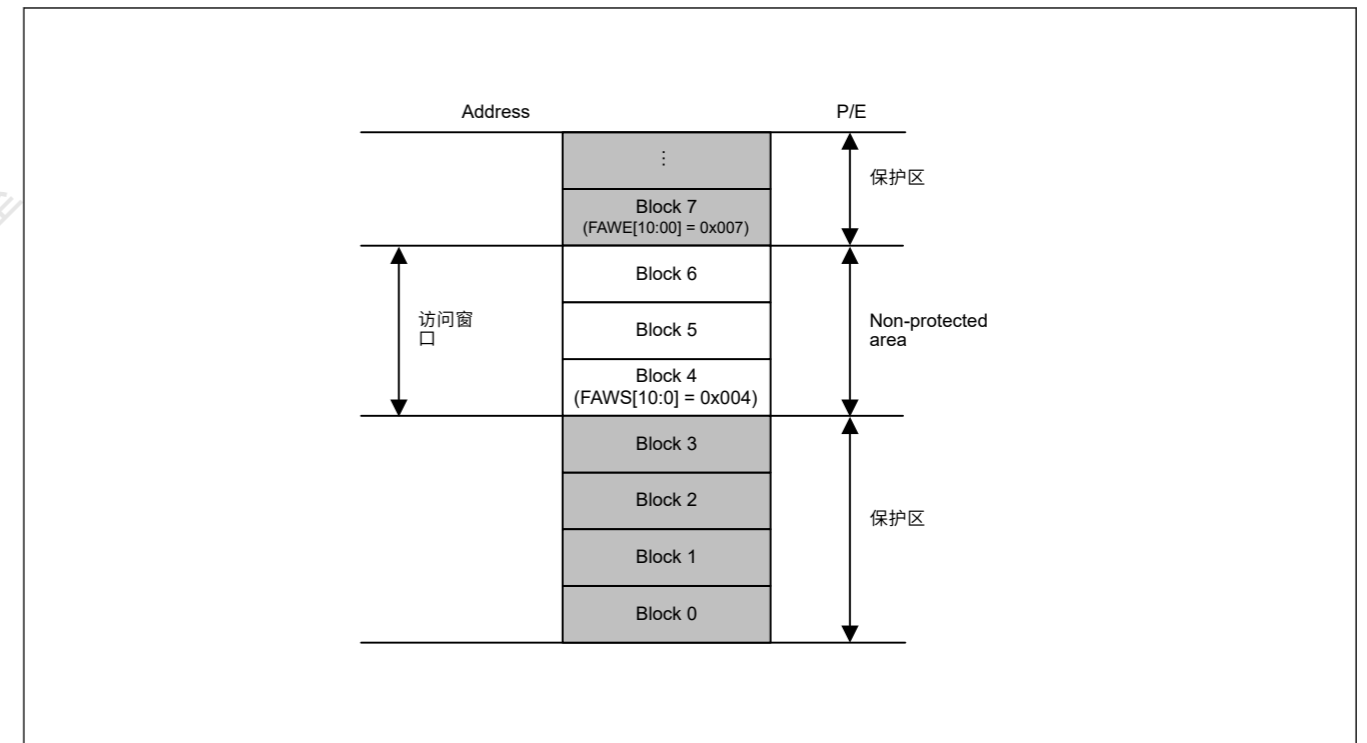 Address
P/E
⋮
保护区
Block 7
(FAWE[10:00] = 0x007)
Block 6
访问窗
口
Block 5
Non-protected
area
Block 4
(FAWS[10:0] = 0x004)
Block 3
Block 2
保护区
Block 1
Block 0